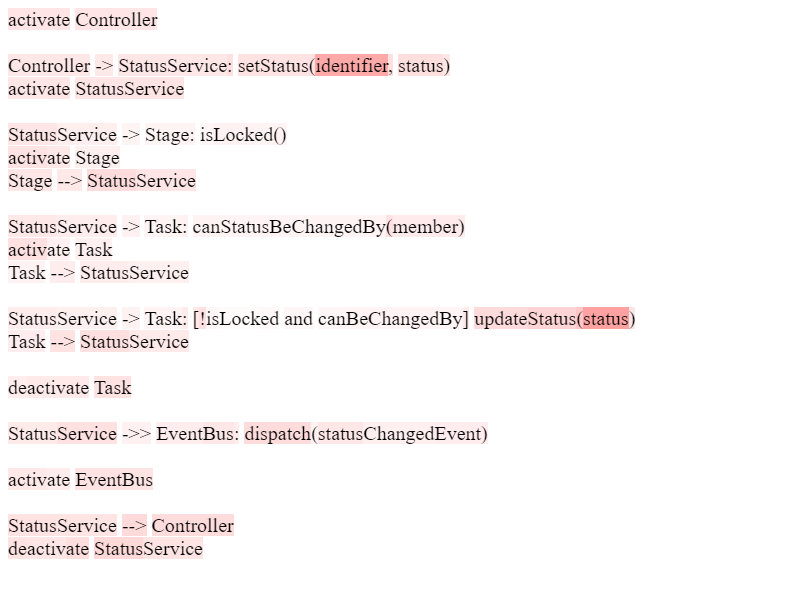 activate Controller
Controller -> StatusService: setStatus(identifier, status)
activate StatusService
StatusService -> Stage: isLocked()
activate Stage
Stage --> StatusService
StatusService -> Task: canStatusBeChangedBy(member)
activate Task
Task --> StatusService
StatusService -> Task: [!isLocked and canBeChangedBy] updateStatus(status)
Task --> StatusService
deactivate Task
StatusService ->> EventBus: dispatch(statusChangedEvent)
activate EventBus
StatusService --> Controller
deactivate StatusService